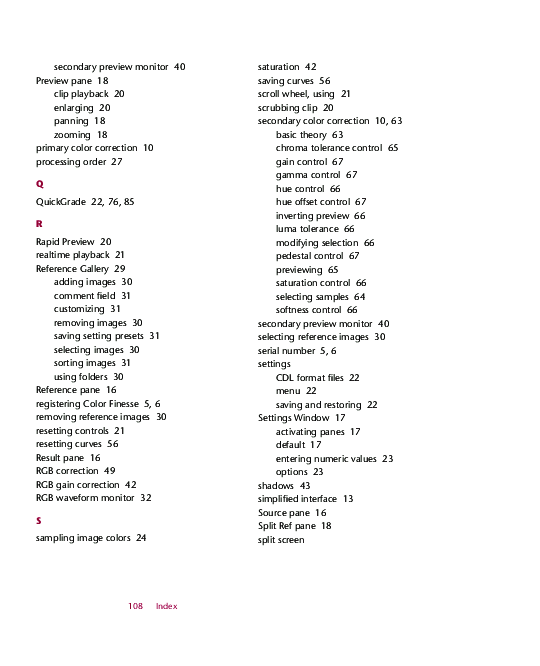 secondary preview monitor 40
Preview pane 18
clip playback 20
enlarging 20
panning 18
zooming 18
primary color correction 10
processing order 27
Q
QuickGrade 22, 76, 85
R
Rapid Preview 20
realtime playback 21
Reference Gallery 29
adding images 30
comment field 31
customizing 31
removing images 30
saving setting presets 31
selecting images 30
sorting images 31
using folders 30
Reference pane 16
registering Color Finesse 5, 6
removing reference images 30
resetting controls 21
resetting curves 56
Result pane 16
RGB correction 49
RGB gain correction 42
RGB waveform monitor 32
S
sampling image colors 24
saturation 42
saving curves 56
scroll wheel, using 21
scrubbing clip 20
secondary color correction 10, 63
basic theory 63
chroma tolerance control 65
gain control 67
gamma control 67
hue control 66
hue offset control 67
inverting preview 66
luma tolerance 66
modifying selection 66
pedestal control 67
previewing 65
saturation control 66
selecting samples 64
softness control 66
secondary preview monitor 40
selecting reference images 30
serial number 5, 6
settings
CDL format files 22
menu 22
saving and restoring 22
Settings Window 17
activating panes 17
default 17
entering numeric values 23
options 23
shadows 43
simplified interface 13
Source pane 16
Split Ref pane 18
split screen
108 Index